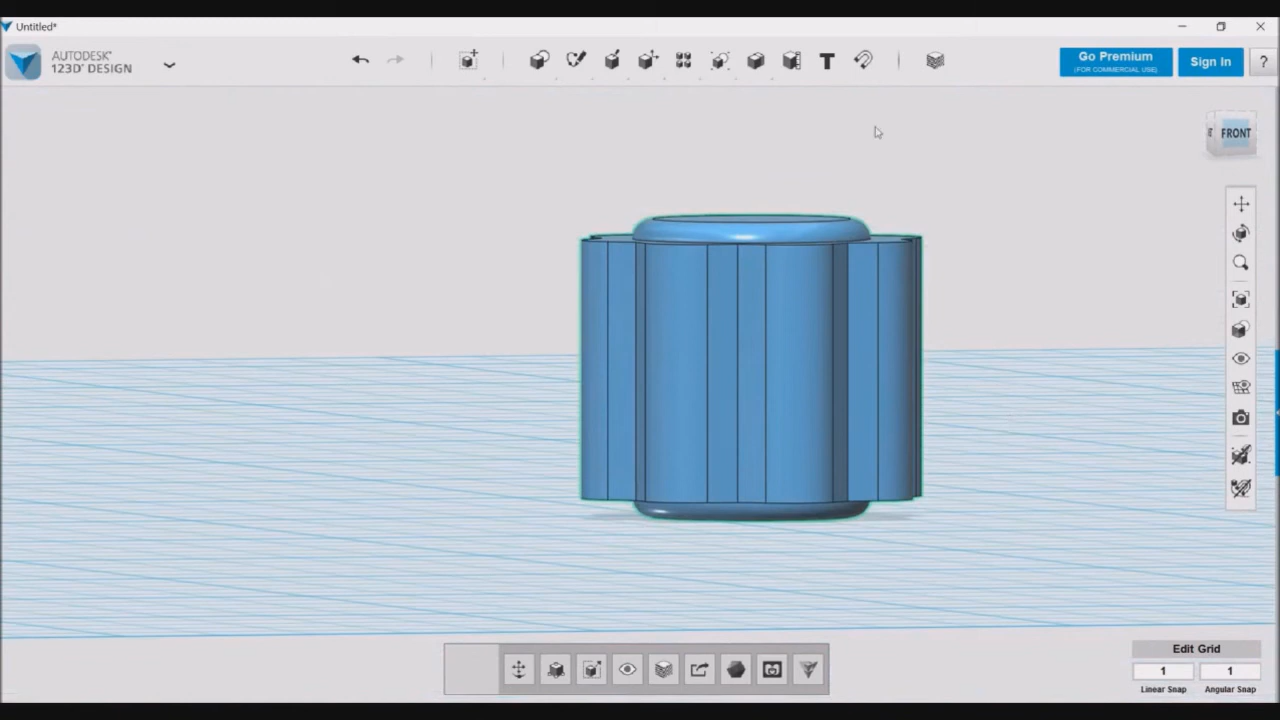 Untitled*
AUTODESK®
123D® DESIGN
Go Premium
(FOR COMMERCIAL USE)
Sign In
?
FRONT
Edit Grid
1
1
Linear Snap
Angular Snap